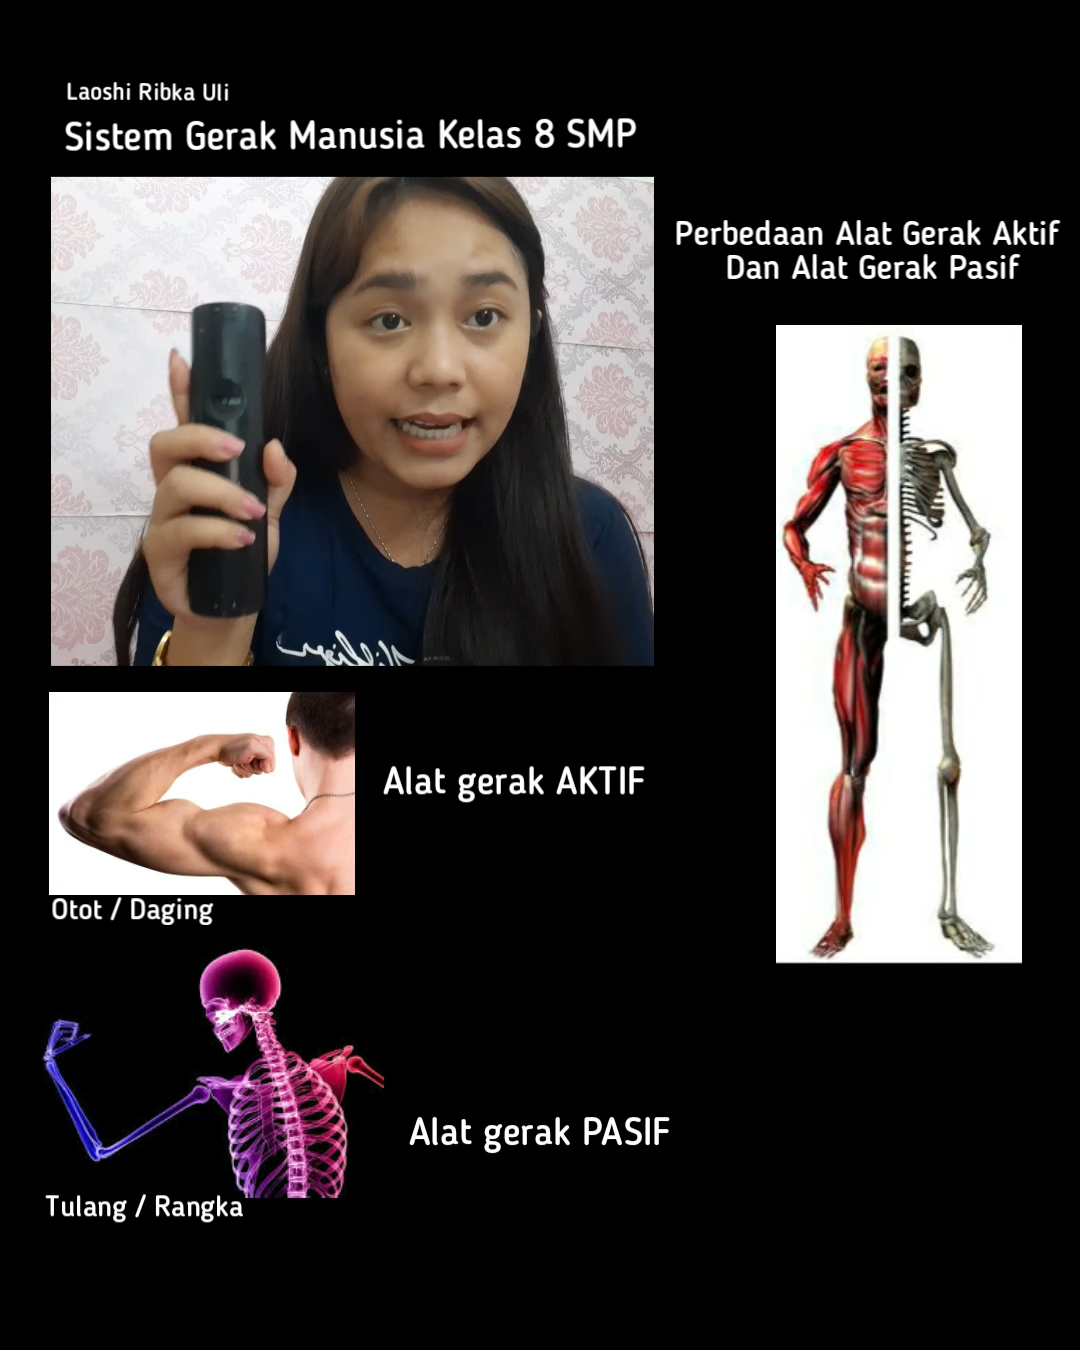 Laoshi Ribka Uli
Sistem Gerak Manusia Kelas 8 SMP
Perbedaan Alat Gerak Aktif
Dan Alat Gerak Pasif
Alat gerak AKTIF
Otot / Daging
Alat gerak PASIF
Tulang / Rangka